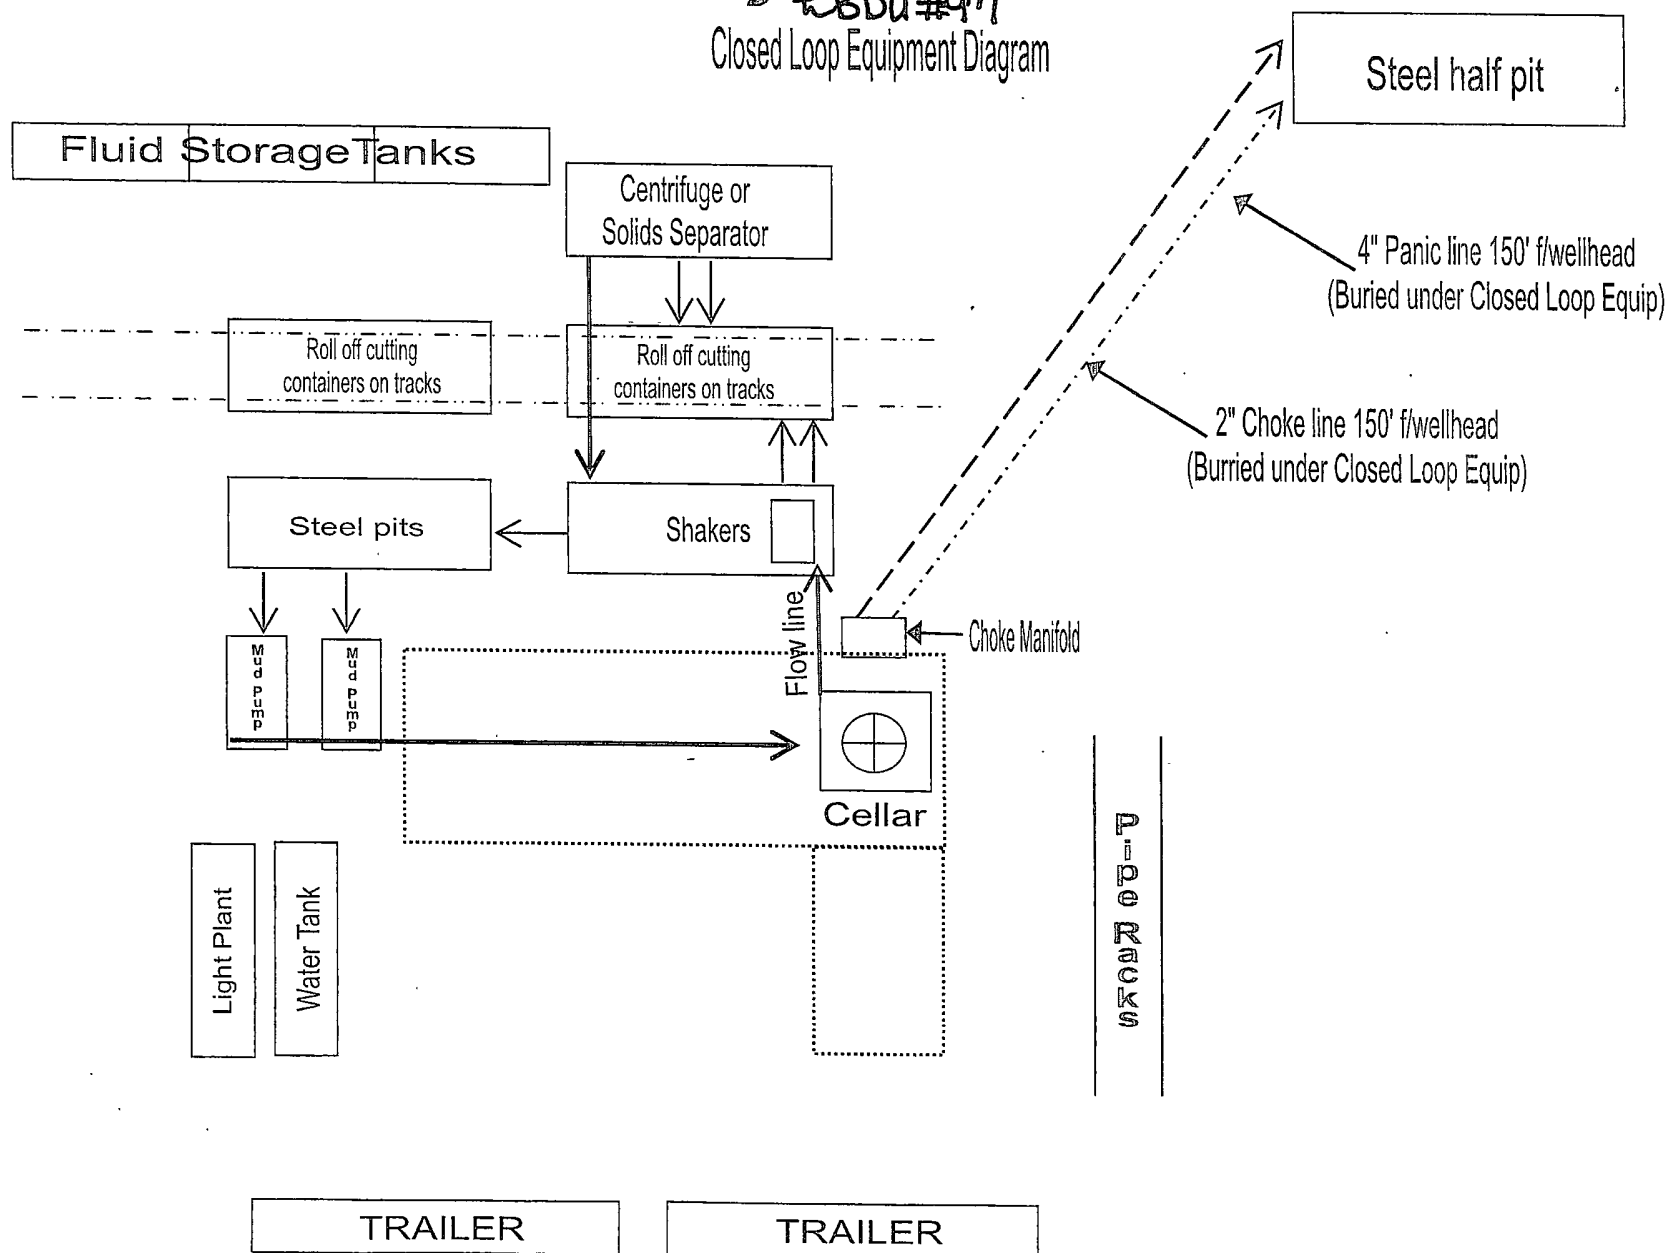 Closed Loop Equipment Diagram
Steel half pit
Fluid StorageTanks
Centrifuge or
Solids Separator
4" Panic line 150' f/wellhead
(Buried under Closed Loop Equip)
Roll off cutting
containers on tracks
Roll off cutting
containers on tracks
2" Choke line 150' f/wellhead
(Burried under Closed Loop Equip)
Steel pits
Shakers
Flow line
Choke Manifold
Mud Pump
Mud Pump
Cellar
Pipe Racks
Light Plant
Water Tank
TRAILER
TRAILER